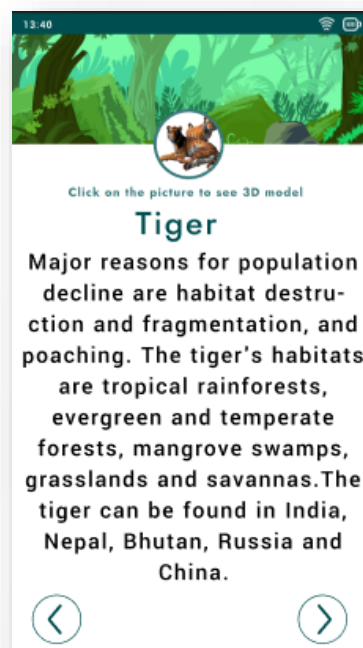 13:40
Click on the picture to see 3D model
Tiger
Major reasons for population
decline are habitat destru-
ction and fragmentation, and
poaching. The tiger's habitats
are tropical rainforests,
evergreen and temperate
forests, mangrove swamps,
grasslands and savannas.The
tiger can be found in India,
Nepal, Bhutan, Russia and
China.